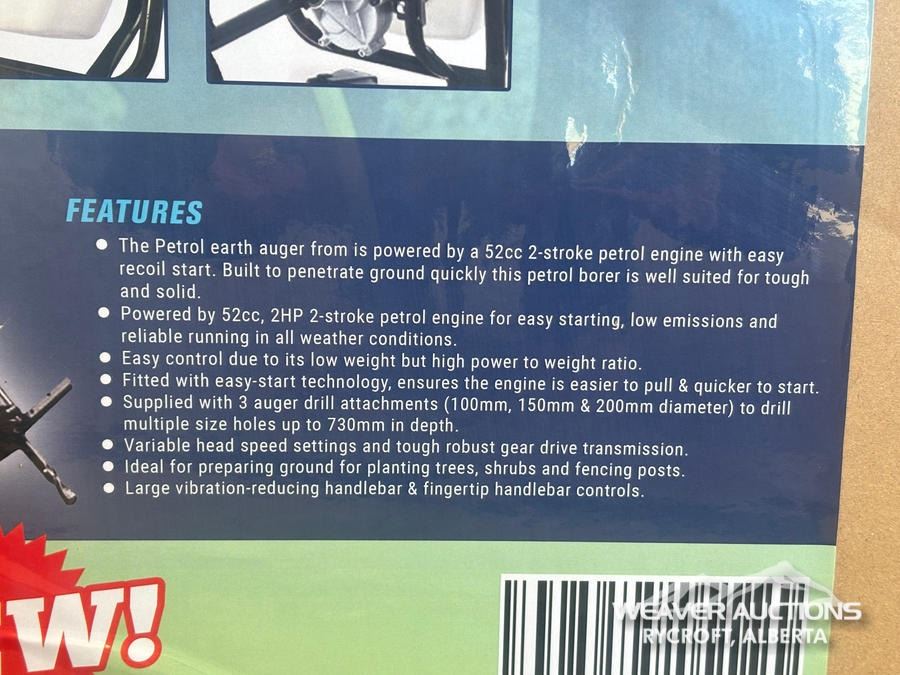 FEATURES
● The Petrol earth auger from is powered by a 52cc 2-stroke petrol engine with easy
recoil start. Built to penetrate ground quickly this petrol borer is well suited for tough
and solid.
● Powered by 52cc, 2HP 2-stroke petrol engine for easy starting, low emissions and
reliable running in all weather conditions.
● Easy control due to its low weight but high power to weight ratio.
● Fitted with easy-start technology, ensures the engine is easier to pull & quicker to start.
● Supplied with 3 auger drill attachments (100mm, 150mm & 200mm diameter) to drill
multiple size holes up to 730mm in depth.
● Variable head speed settings and tough robust gear drive transmission.
● Ideal for preparing ground for planting trees, shrubs and fencing posts.
● Large vibration-reducing handlebar & fingertip handlebar controls.
W!
WEAVER AUCTIONS
RYCROFT, ALBERTA